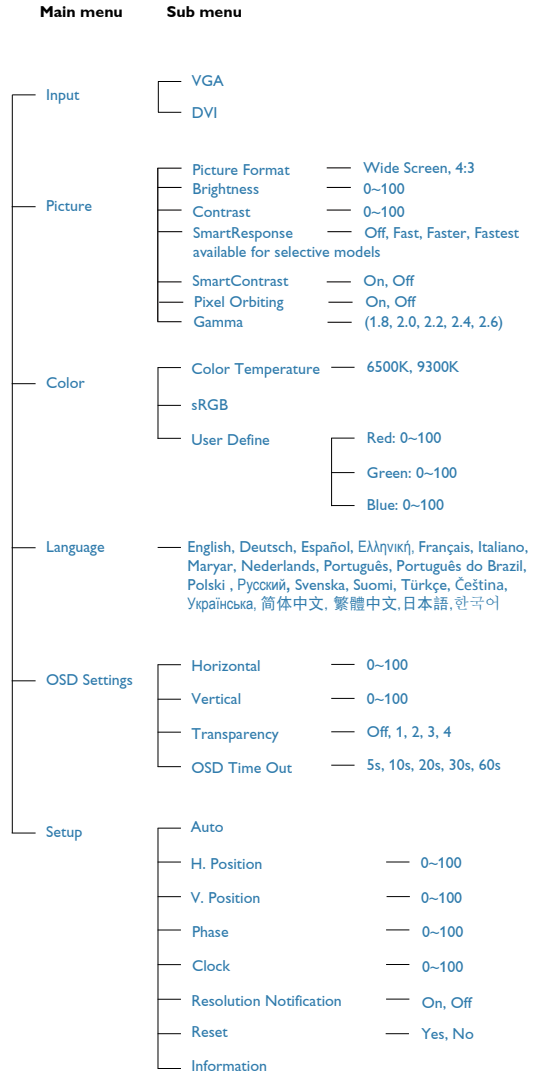 Main menu Sub menu
Input
VGA
DVI
Picture
Picture Format Wide Screen, 4:3
Brightness 0~100
Contrast 0~100
SmartResponse Off, Fast, Faster, Fastest
available for selective models
SmartContrast On, Off
Pixel Orbiting On, Off
Gamma (1.8, 2.0, 2.2, 2.4, 2.6)
Color
Color Temperature 6500K, 9300K
sRGB
User Define
Red: 0~100
Green: 0~100
Blue: 0~100
Language
English, Deutsch, Español, Ελληνική, Français, Italiano,
Maryar, Nederlands, Português, Português do Brazil,
Polski , Русский, Svenska, Suomi, Türkçe, Čeština,
Українська, 简体中文, 繁體中文,日本語,한국어
OSD Settings
Horizontal 0~100
Vertical 0~100
Transparency Off, 1, 2, 3, 4
OSD Time Out 5s, 10s, 20s, 30s, 60s
Setup
Auto
H. Position 0~100
V. Position 0~100
Phase 0~100
Clock 0~100
Resolution Notification On, Off
Reset Yes, No
Information